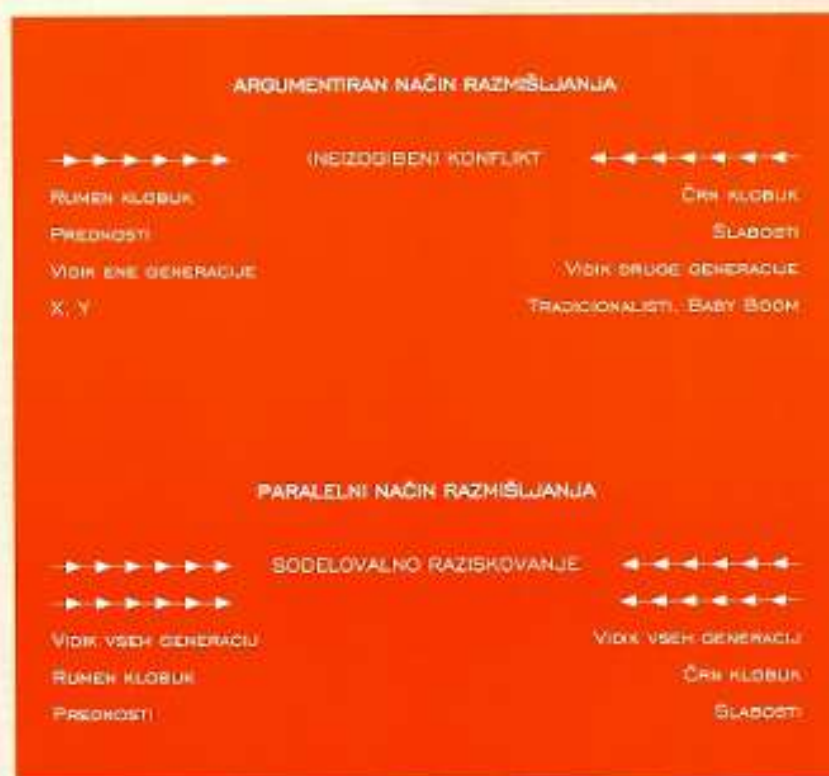 ARGUMENTIRAN NAČIN RAZMIŠLJANJA
(NEIZOGIBEN) KONFLIKT
RUMEN KLOBUK ČRN KLOBUK
PREDNOSTI SLABOSTI
VIDIK ENE GENERACIJE VIDIK DRUGE GENERACIJE
X, Y TRADICIONALISTI, BABY BOOM
PARALELNI NAČIN RAZMIŠLJANJA
SODELOVALNO RAZISKOVANJE
VIDIK VSEH GENERACIJ VIDIK VSEH GENERACIJ
RUMEN KLOBUK ČRN KLOBUK
PREDNOSTI SLABOSTI